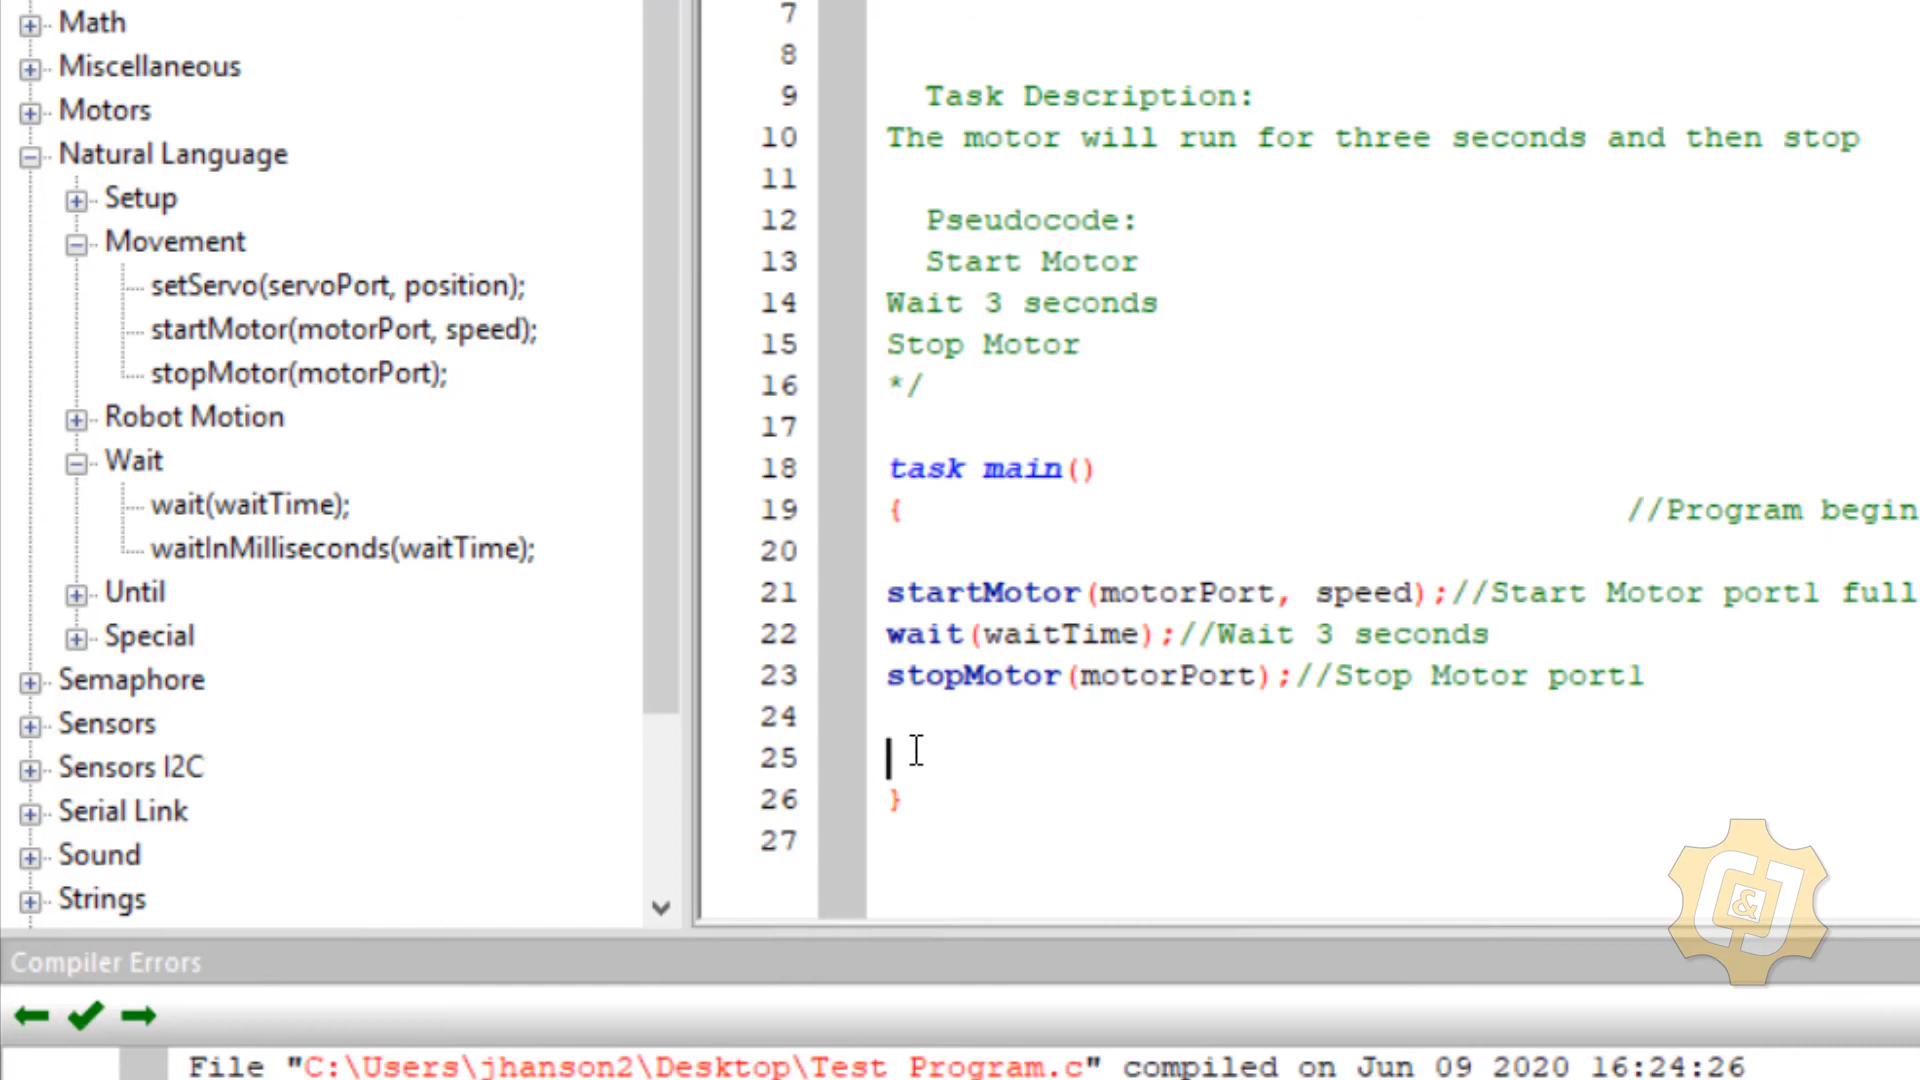 Math
Miscellaneous
Motors
Natural Language
Setup
Movement
setServo(servoPort, position);
startMotor(motorPort, speed);
stopMotor(motorPort);
Robot Motion
Wait
wait(waitTime);
waitInMilliseconds(waitTime);
Until
Special
Semaphore
Sensors
Sensors I2C
Serial Link
Sound
Strings
7
8
9 Task Description:
10 The motor will run for three seconds and then stop
11
12 Pseudocode:
13 Start Motor
14 Wait 3 seconds
15 Stop Motor
16 */
17
18 task main()
19 { //Program begin
20
21 startMotor(motorPort, speed);//Start Motor port1 full
22 wait(waitTime);//Wait 3 seconds
23 stopMotor(motorPort);//Stop Motor port1
24
25
26 }
27
C&J
Compiler Errors
File "C:\Users\jhanson2\Desktop\Test Program.c" compiled on Jun 09 2020 16:24:26